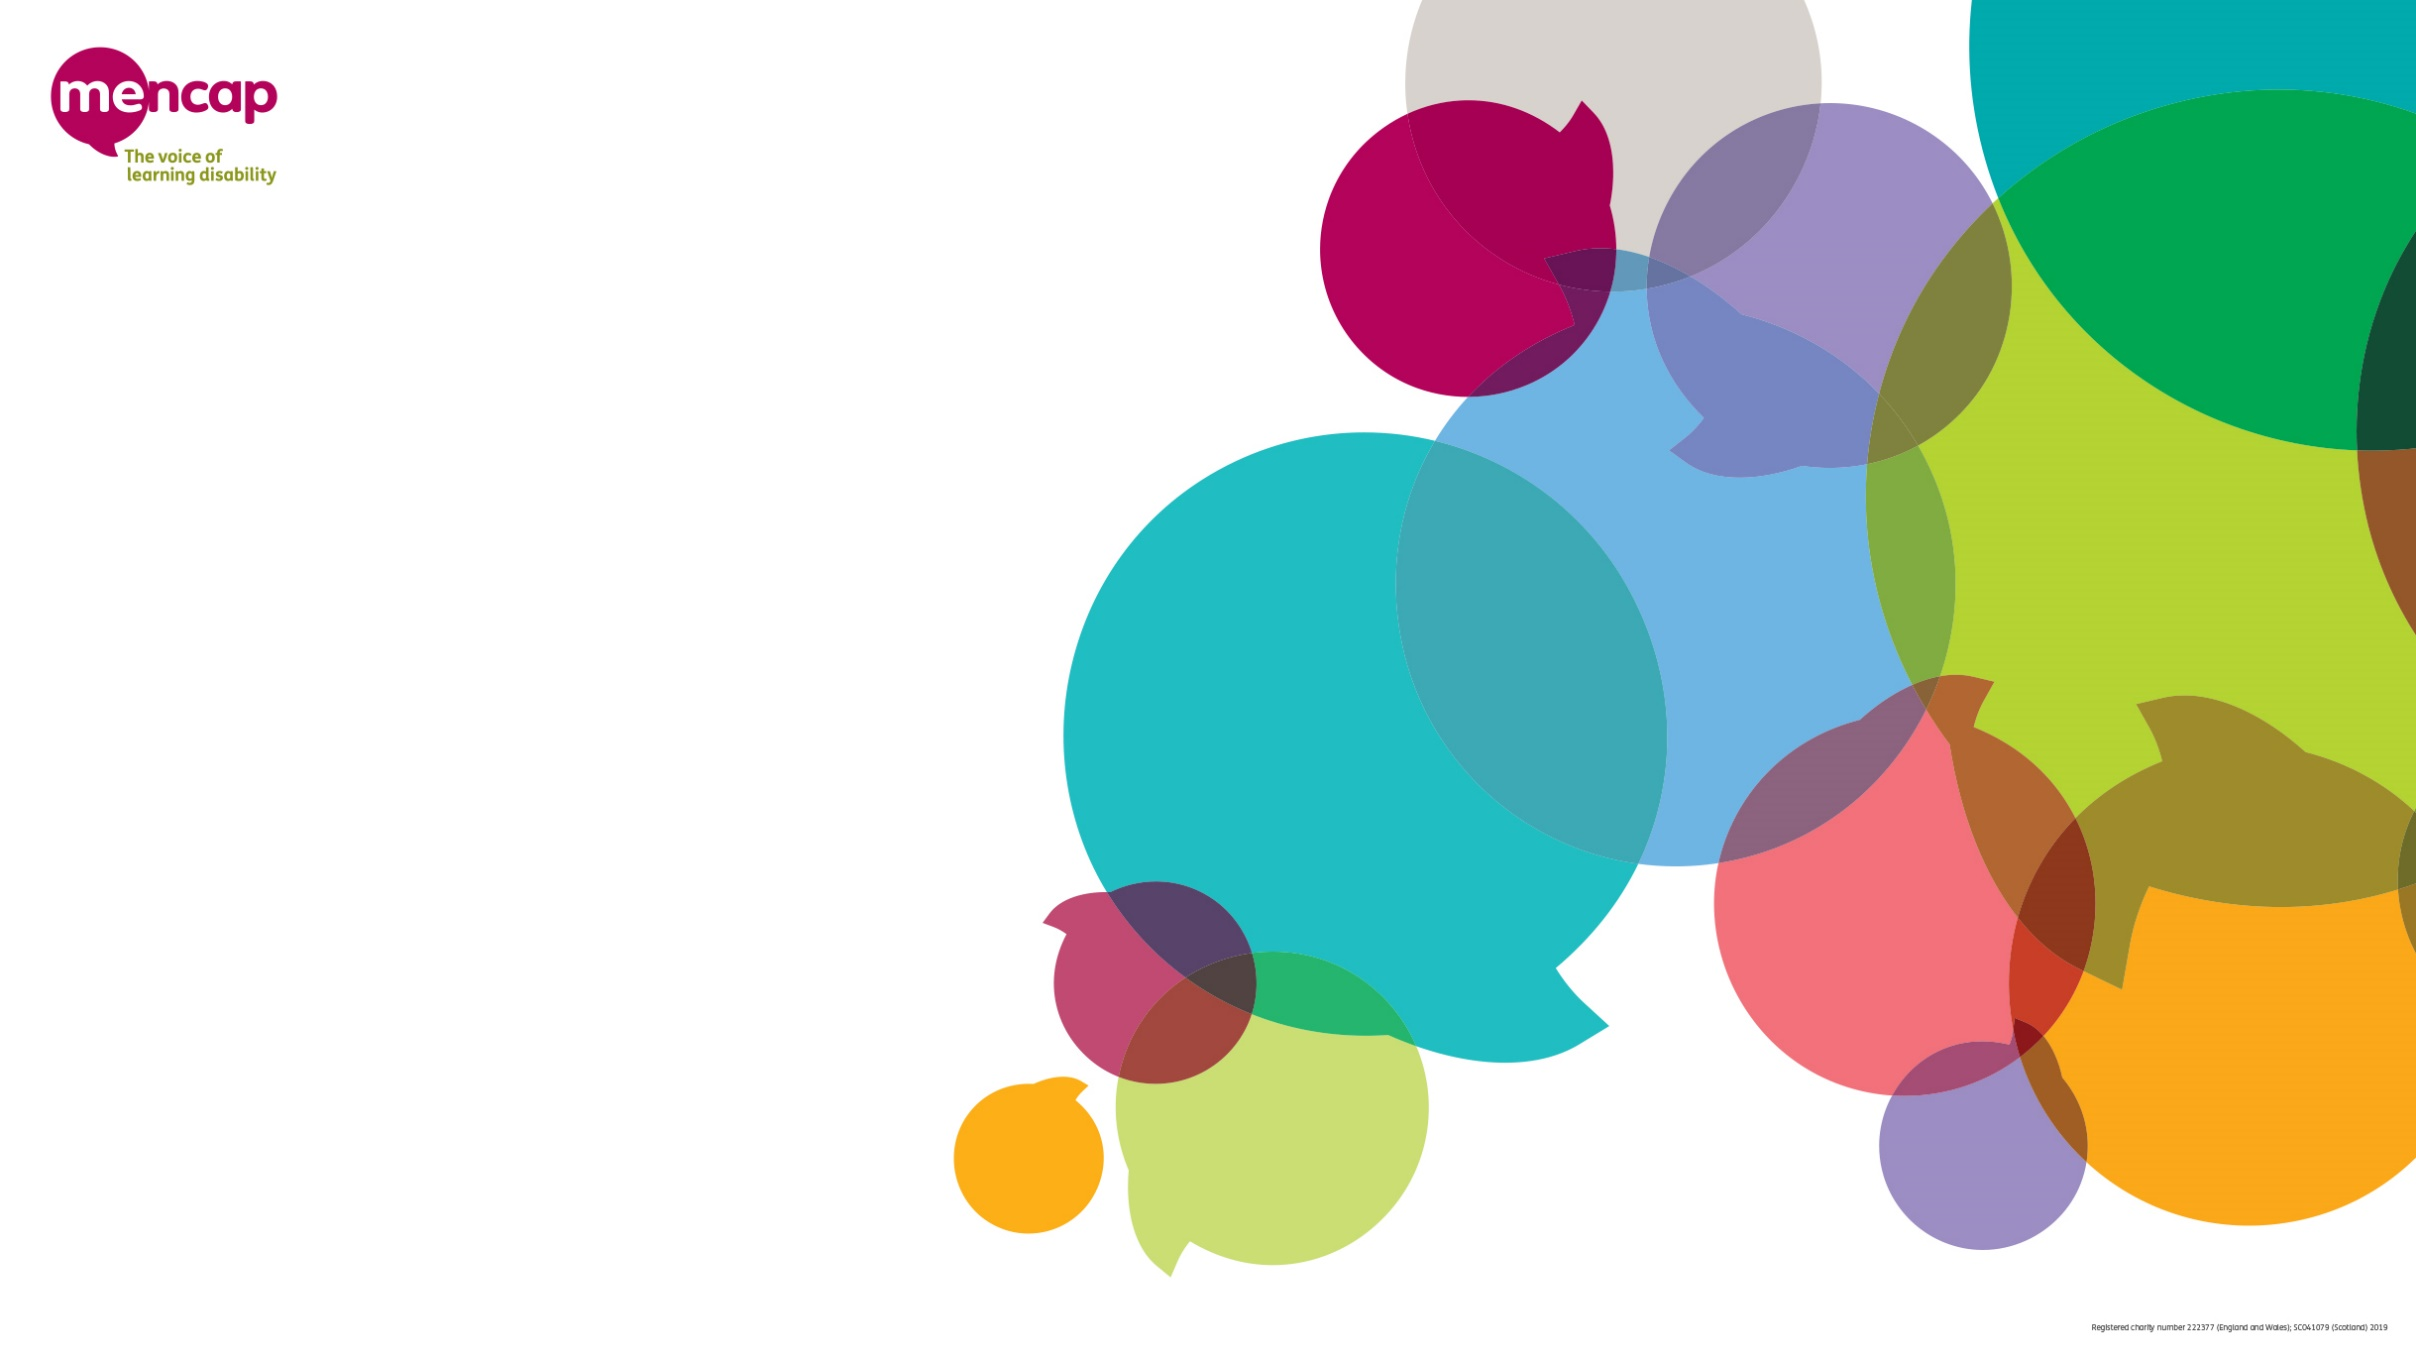 mencap
The voice of
learning disability
Registered charity number 222377 (England and Wales); SC041079 (Scotland) 2019